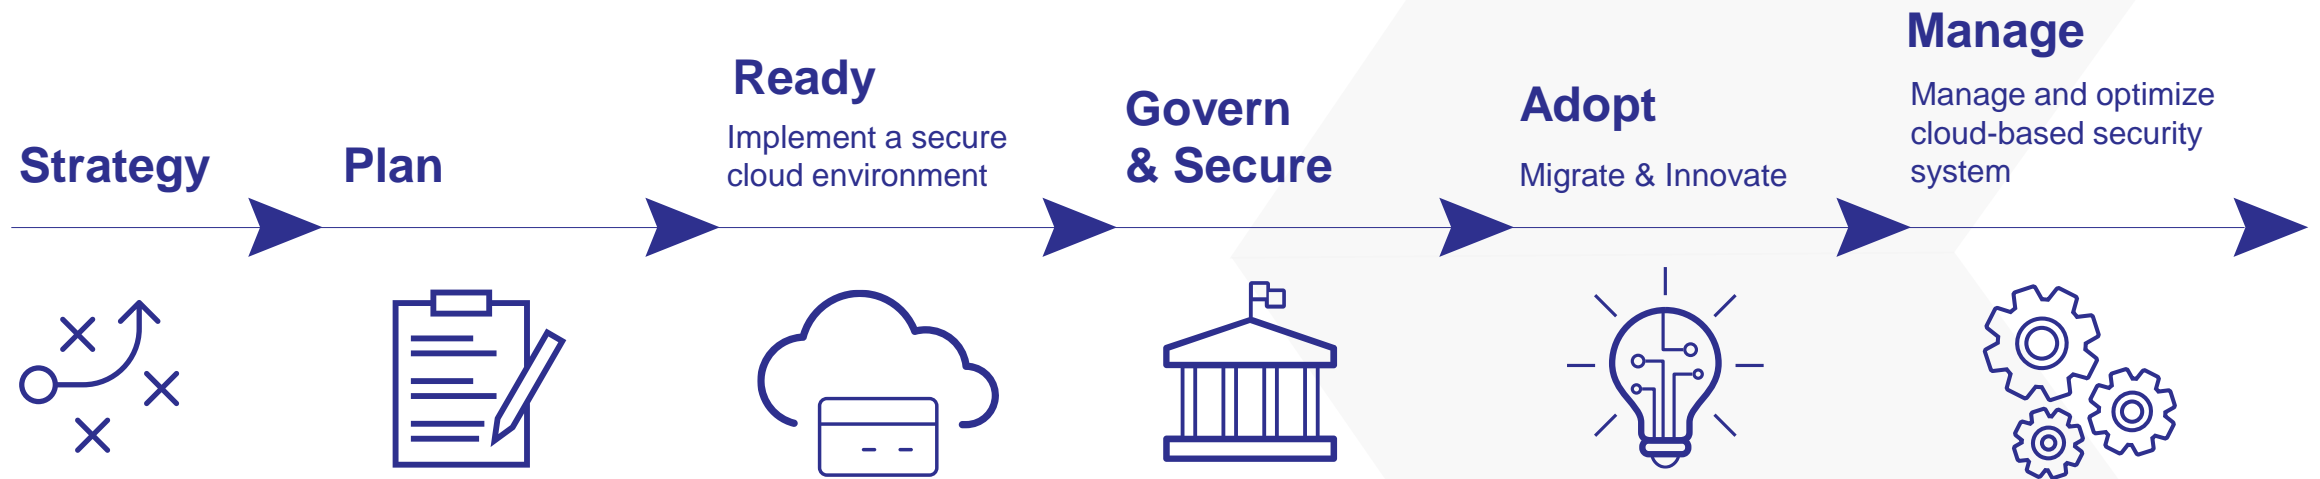 Strategy
Plan
Ready
Implement a secure
cloud environment
Govern
& Secure
Adopt
Migrate & Innovate
Manage
Manage and optimize
cloud-based security
system